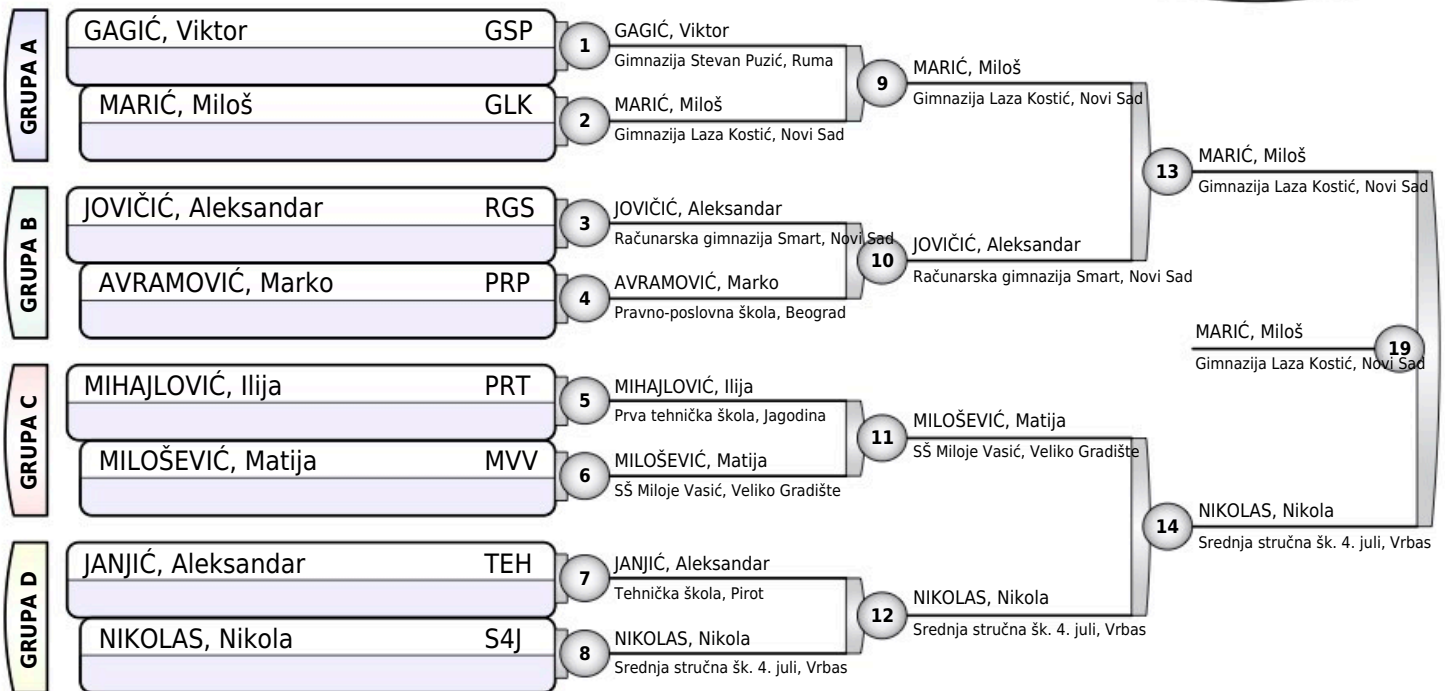 GRUPA A
GAGIĆ, Viktor GSP
MARIĆ, Miloš GLK
GRUPA B
JOVIČIĆ, Aleksandar RGS
AVRAMOVIĆ, Marko PRP
GRUPA C
MIHAJLOVIĆ, Ilija PRT
MILOŠEVIĆ, Matija MVV
GRUPA D
JANJIĆ, Aleksandar TEH
NIKOLAS, Nikola S4J
1
GAGIĆ, Viktor
Gimnazija Stevan Puzić, Ruma
2
MARIĆ, Miloš
Gimnazija Laza Kostić, Novi Sad
3
JOVIČIĆ, Aleksandar
Računarska gimnazija Smart, Novi Sad
4
AVRAMOVIĆ, Marko
Pravno-poslovna škola, Beograd
5
MIHAJLOVIĆ, Ilija
Prva tehnička škola, Jagodina
6
MILOŠEVIĆ, Matija
SŠ Miloje Vasić, Veliko Gradište
7
JANJIĆ, Aleksandar
Tehnička škola, Pirot
8
NIKOLAS, Nikola
Srednja stručna šk. 4. juli, Vrbas
9
MARIĆ, Miloš
Gimnazija Laza Kostić, Novi Sad
10
JOVIČIĆ, Aleksandar
Računarska gimnazija Smart, Novi Sad
11
MILOŠEVIĆ, Matija
SŠ Miloje Vasić, Veliko Gradište
12
NIKOLAS, Nikola
Srednja stručna šk. 4. juli, Vrbas
13
MARIĆ, Miloš
Gimnazija Laza Kostić, Novi Sad
14
NIKOLAS, Nikola
Srednja stručna šk. 4. juli, Vrbas
19
MARIĆ, Miloš
Gimnazija Laza Kostić, Novi Sad